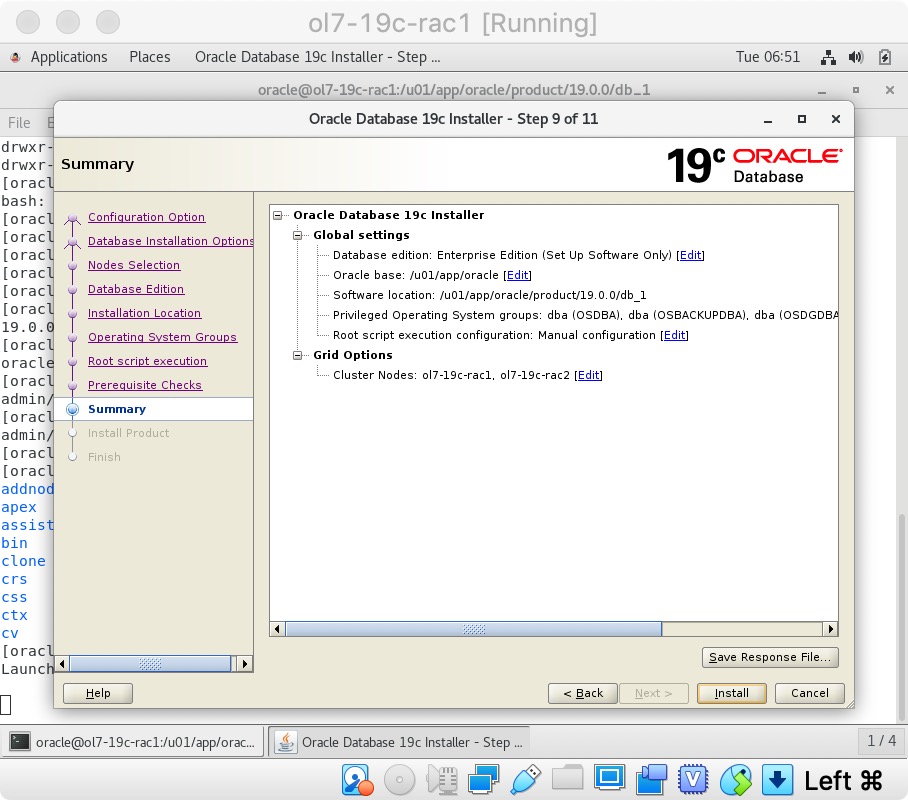 ol7-19c-rac1 [Running]
Applications Places Oracle Database 19c Installer - Step ... Tue 06:51
oracle@ol7-19c-rac1:/u01/app/oracle/product/19.0.0/db_1
File E
Oracle Database 19c Installer - Step 9 of 11
Summary
19c ORACLE
Database
Configuration Option
Database Installation Options
Nodes Selection
Database Edition
Installation Location
Operating System Groups
Root script execution
Prerequisite Checks
Summary
Install Product
Finish
Oracle Database 19c Installer
Global settings
Database edition: Enterprise Edition (Set Up Software Only) [Edit]
Oracle base: /u01/app/oracle [Edit]
Software location: /u01/app/oracle/product/19.0.0/db_1
Privileged Operating System groups: dba (OSDBA), dba (OSBACKUPDBA), dba (OSDGDBA
Root script execution configuration: Manual configuration [Edit]
Grid Options
Cluster Nodes: ol7-19c-rac1, ol7-19c-rac2 [Edit]
Save Response File...
Help < Back Next > Install Cancel
drwxr-
drwxr-
[oracl
bash:
[oracl
[oracl
[oracl
[oracl
[oracl
[oracl
19.0.0
[oracl
oracle
[oracl
admin/
[oracl
admin/
[oracl
[oracl
addnod
apex
assist
bin
clone
crs
css
ctx
cv
[oracl
Launch
oracle@ol7-19c-rac1:/u01/app/orac... Oracle Database 19c Installer - Step ... 1 / 4
Left ⌘